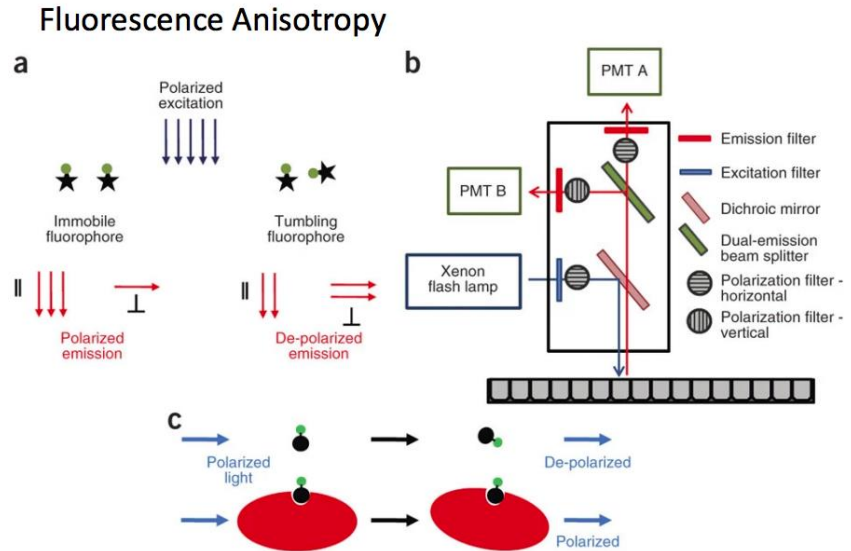 Fluorescence Anisotropy
a
Polarized
excitation
Immobile
fluorophore
Tumbling
fluorophore
||
⊥
||
⊥
Polarized
emission
De-polarized
emission
b
PMT A
PMT B
Xenon
flash lamp
Emission filter
Excitation filter
Dichroic mirror
Dual-emission
beam splitter
Polarization filter -
horizontal
Polarization filter -
vertical
c
Polarized
light
De-polarized
Polarized